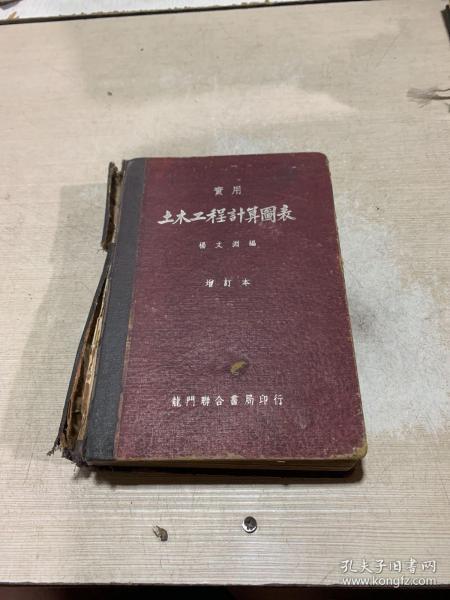 實用
土木工程計算圖表
楊文淵編
增訂本
龍門聯合書局印行
孔夫子旧书网
www.kongfz.com